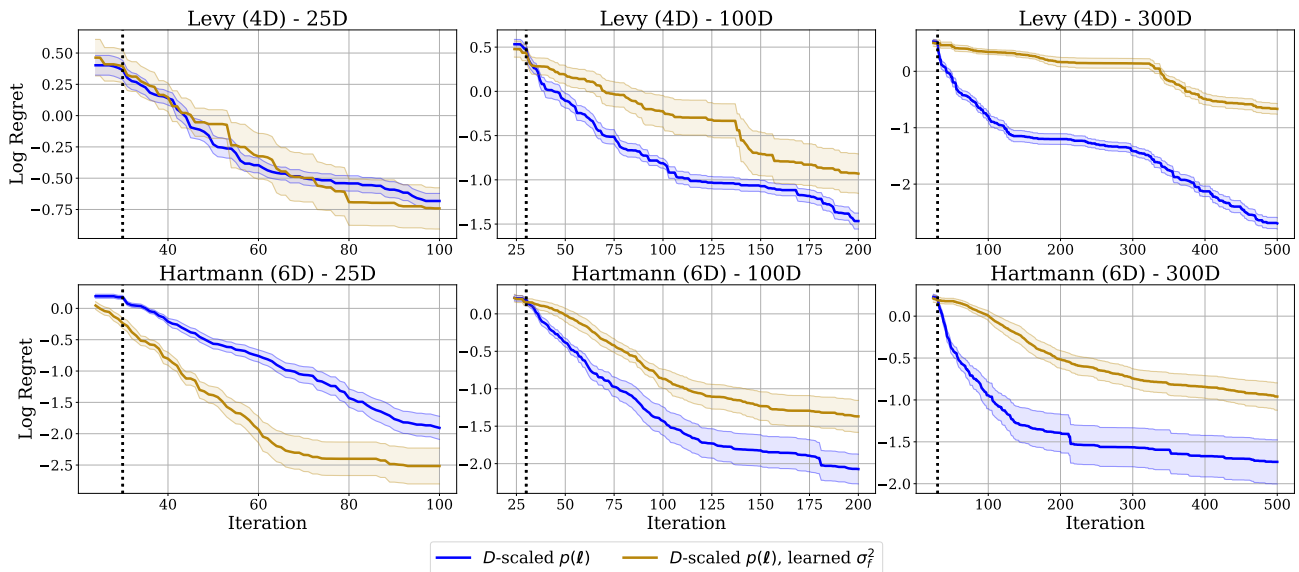 Levy (4D) - 25D
Levy (4D) - 100D
Levy (4D) - 300D
Log Regret
0.50
0.25
0.00
−0.25
−0.50
−0.75
40 60 80 100
0.5
0.0
−0.5
−1.0
−1.5
25 50 75 100 125 150 175 200
0
−1
−2
100 200 300 400 500
Hartmann (6D) - 25D
Hartmann (6D) - 100D
Hartmann (6D) - 300D
Log Regret
0.0
−0.5
−1.0
−1.5
−2.0
−2.5
40 60 80 100
Iteration
0.0
−0.5
−1.0
−1.5
−2.0
25 50 75 100 125 150 175 200
Iteration
0.0
−0.5
−1.0
−1.5
−2.0
100 200 300 400 500
Iteration
D-scaled p(ℓ)
D-scaled p(ℓ), learned σ_f^2